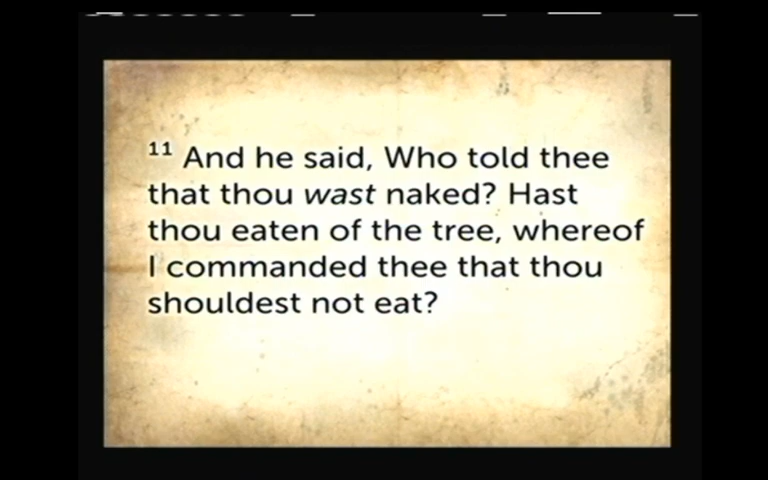 ¹¹ And he said, Who told thee
that thou wast naked? Hast
thou eaten of the tree, whereof
I commanded thee that thou
shouldest not eat?